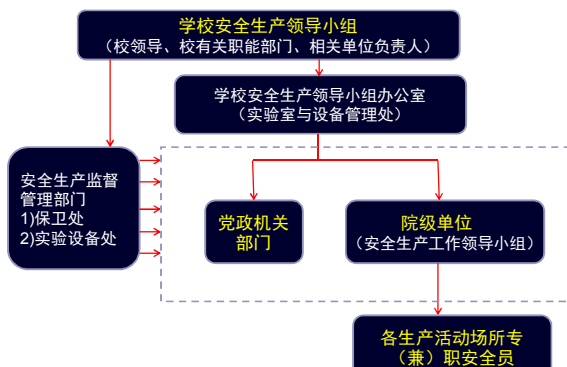 学校安全生产领导小组
（校领导、校有关职能部门、相关单位负责人）
学校安全生产领导小组办公室
（实验室与设备管理处）
安全生产监督
管理部门
1)保卫处
2)实验设备处
党政机关
部门
院级单位
（安全生产工作领导小组）
各生产活动场所专
（兼）职安全员